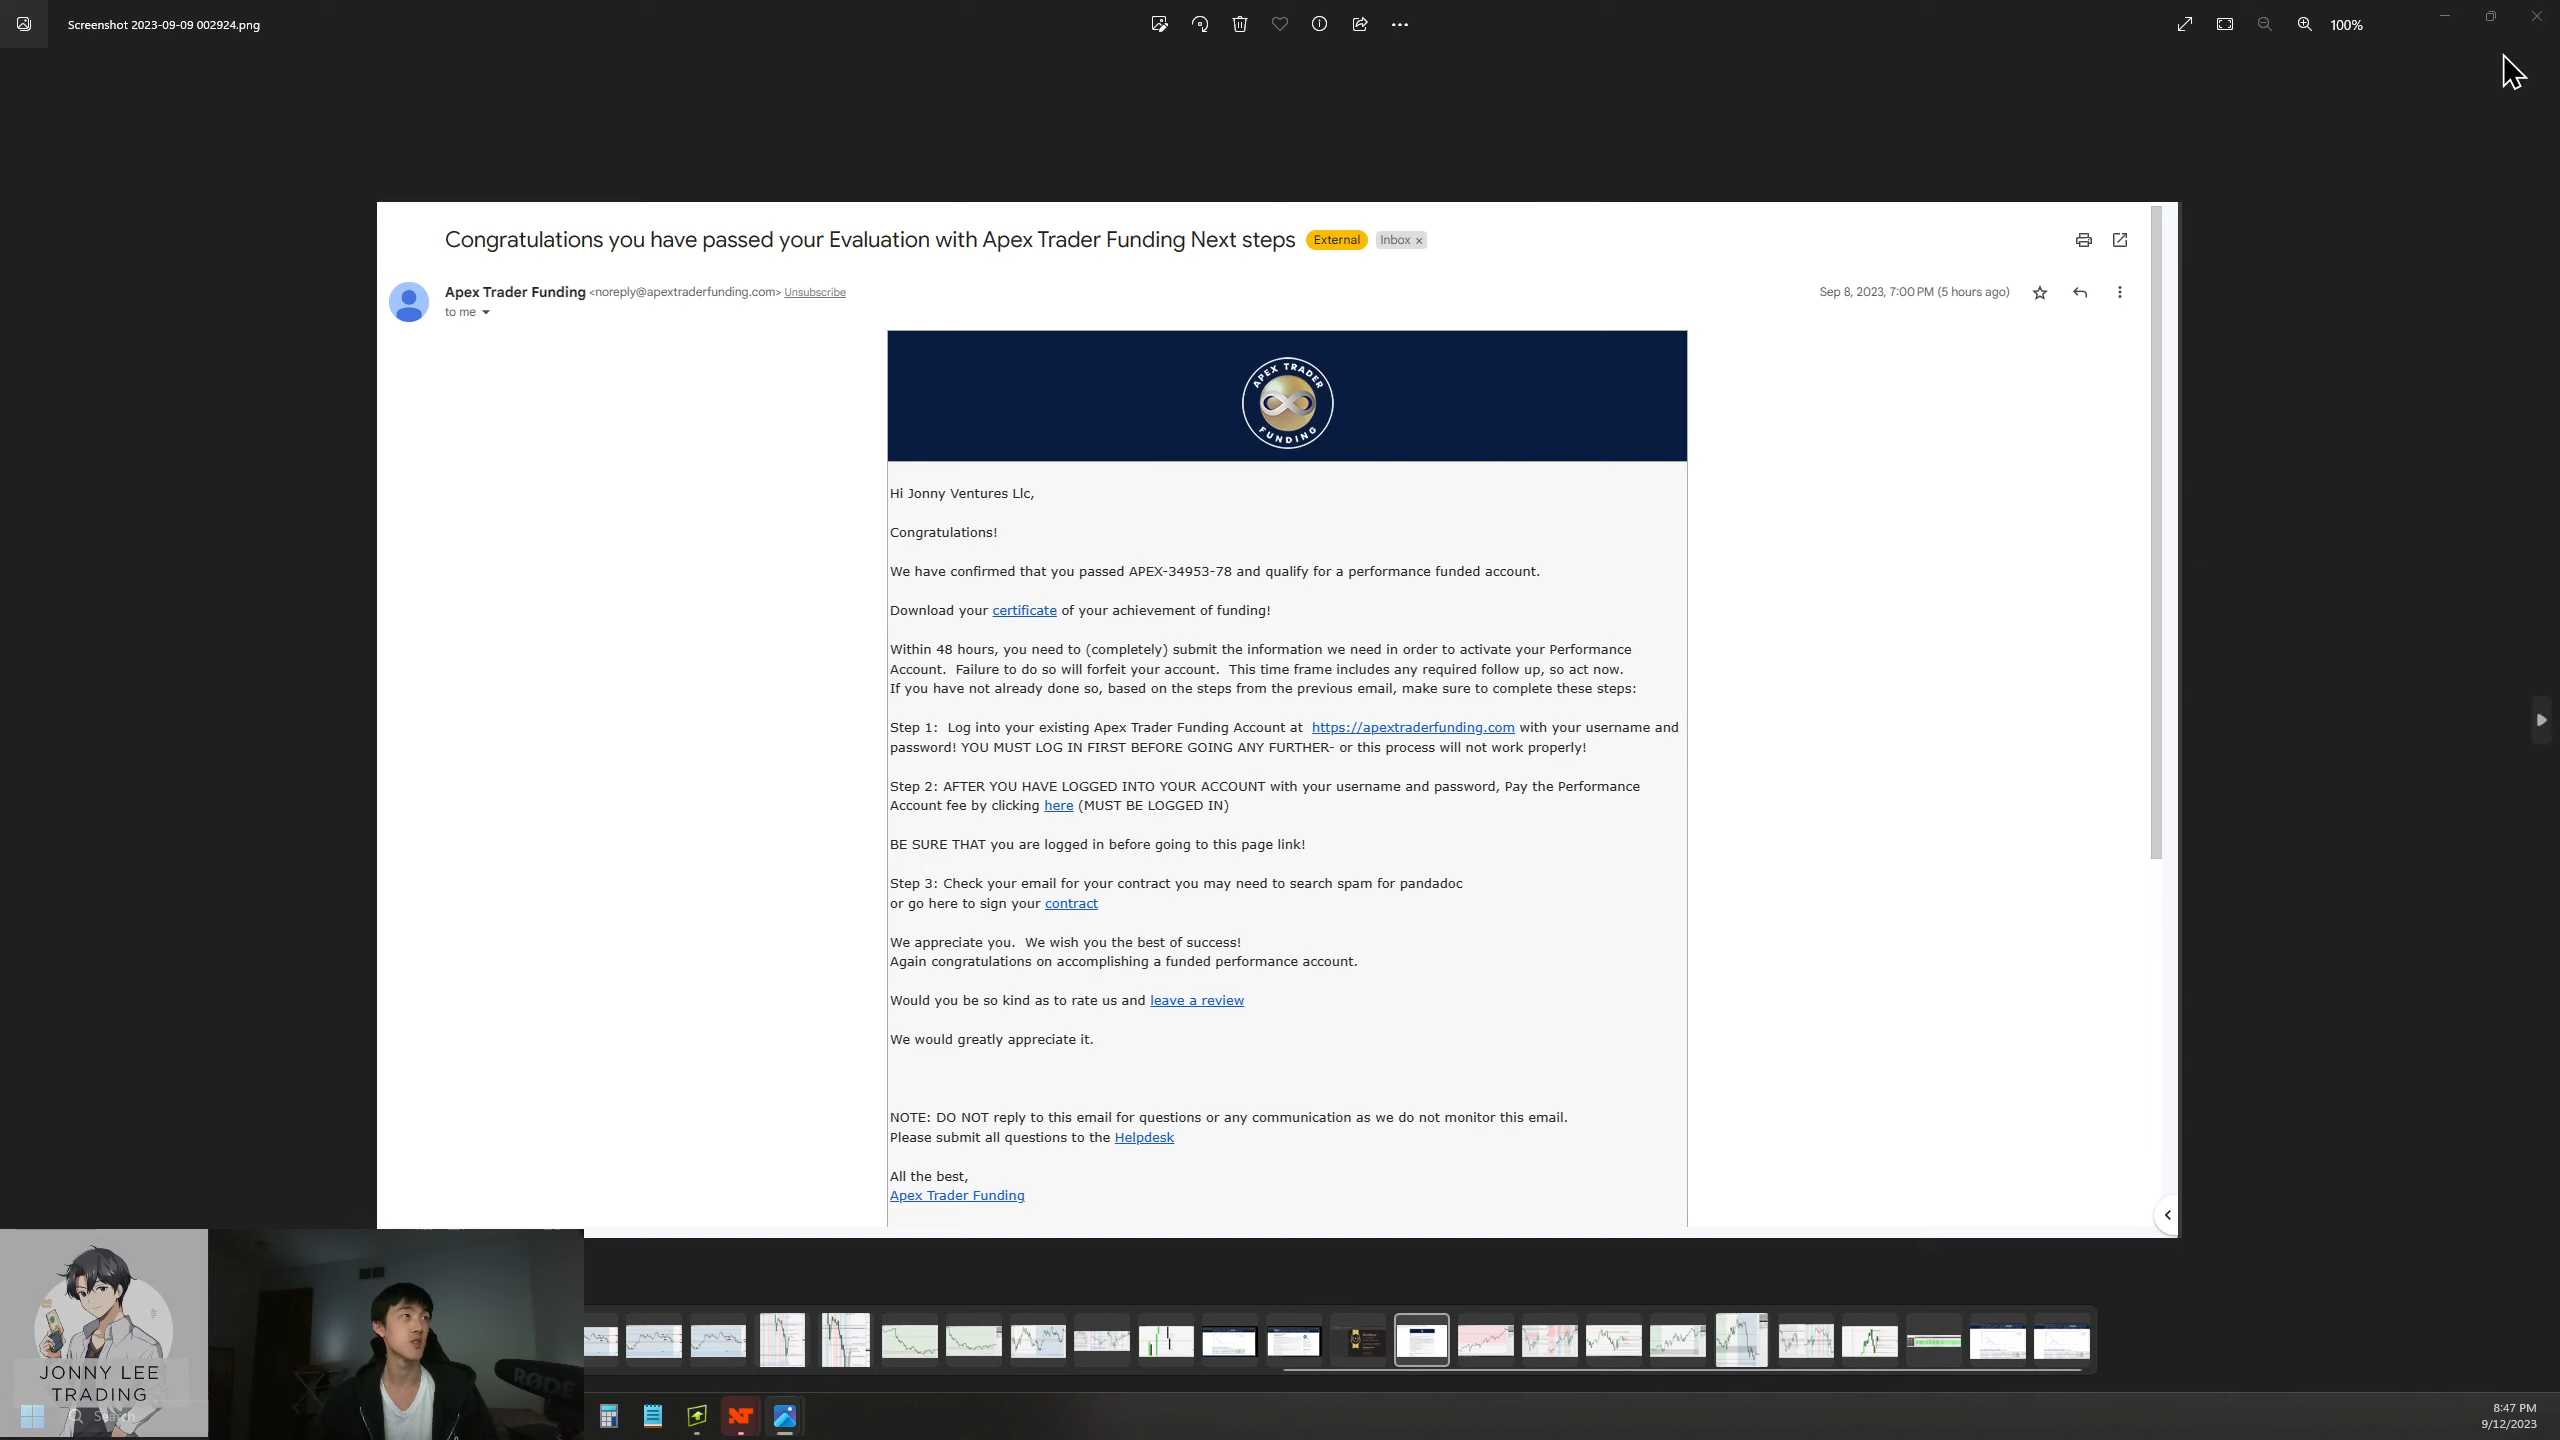 Screenshot 2023-09-09 002924.png
100%
Congratulations you have passed your Evaluation with Apex Trader Funding Next steps External Inbox ×
Apex Trader Funding <noreply@apextraderfunding.com> Unsubscribe
Sep 8, 2023, 7:00 PM (5 hours ago)
to me
APEX TRADER
FUNDING
Hi Jonny Ventures Llc,
Congratulations!
We have confirmed that you passed APEX-34953-78 and qualify for a performance funded account.
Download your certificate of your achievement of funding!
Within 48 hours, you need to (completely) submit the information we need in order to activate your Performance
Account.  Failure to do so will forfeit your account.  This time frame includes any required follow up, so act now.
If you have not already done so, based on the steps from the previous email, make sure to complete these steps:
Step 1:  Log into your existing Apex Trader Funding Account at  https://apextraderfunding.com with your username and
password! YOU MUST LOG IN FIRST BEFORE GOING ANY FURTHER- or this process will not work properly!
Step 2: AFTER YOU HAVE LOGGED INTO YOUR ACCOUNT with your username and password, Pay the Performance
Account fee by clicking here (MUST BE LOGGED IN)
BE SURE THAT you are logged in before going to this page link!
Step 3: Check your email for your contract you may need to search spam for pandadoc
or go here to sign your contract
We appreciate you.  We wish you the best of success!
Again congratulations on accomplishing a funded performance account.
Would you be so kind as to rate us and leave a review
We would greatly appreciate it.
NOTE: DO NOT reply to this email for questions or any communication as we do not monitor this email.
Please submit all questions to the Helpdesk
All the best,
Apex Trader Funding
JONNY LEE
TRADING
Search
RØDE
8:47 PM
9/12/2023